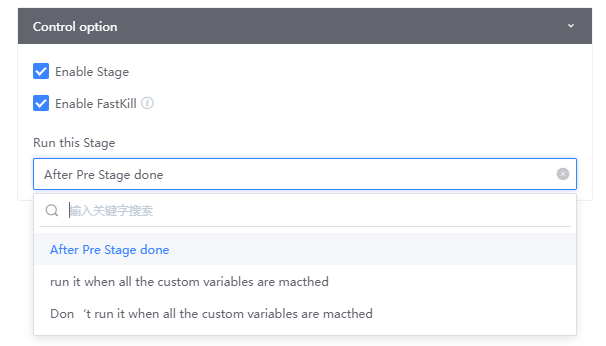 Control option
Enable Stage
Enable FastKill
Run this Stage
After Pre Stage done
输入关键字搜索
After Pre Stage done
run it when all the custom variables are macthed
Don‘t run it when all the custom variables are macthed